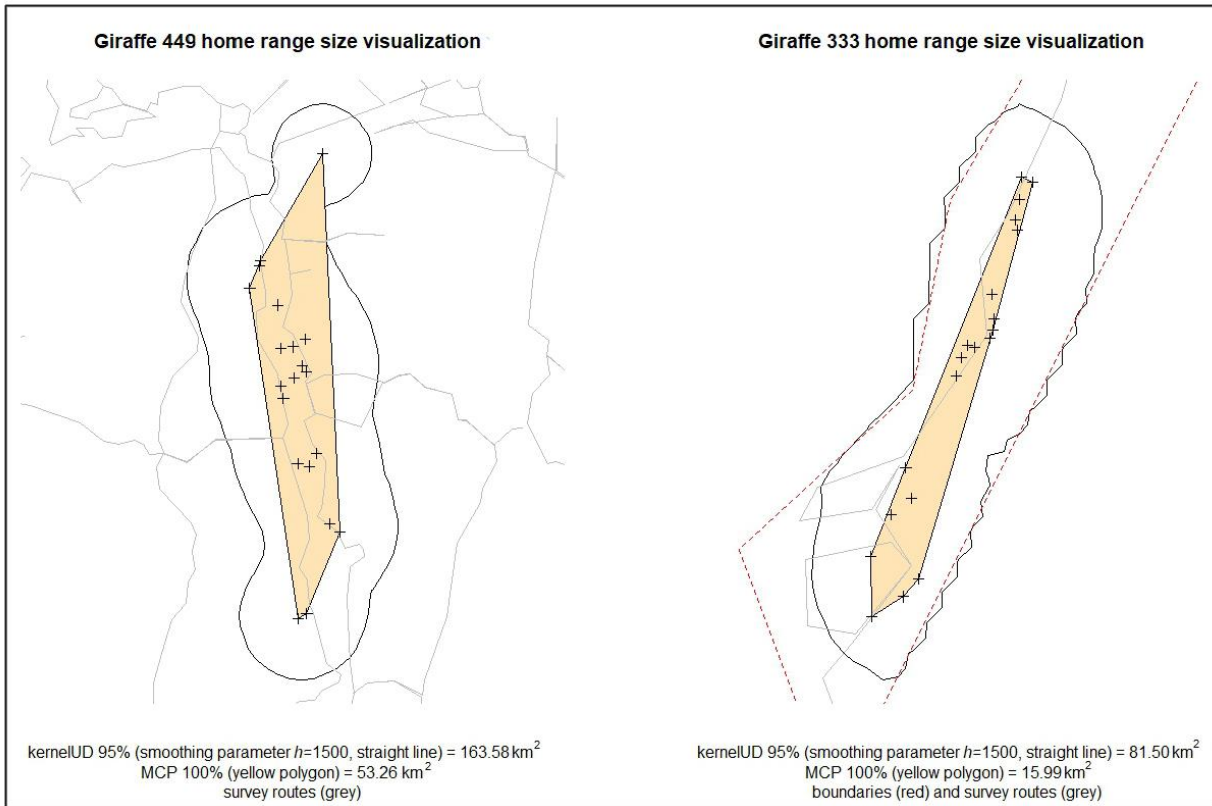 Giraffe 449 home range size visualization
kernelUD 95% (smoothing parameter h=1500, straight line) = 163.58 km²
MCP 100% (yellow polygon) = 53.26 km²
survey routes (grey)
Giraffe 333 home range size visualization
kernelUD 95% (smoothing parameter h=1500, straight line) = 81.50 km²
MCP 100% (yellow polygon) = 15.99 km²
boundaries (red) and survey routes (grey)